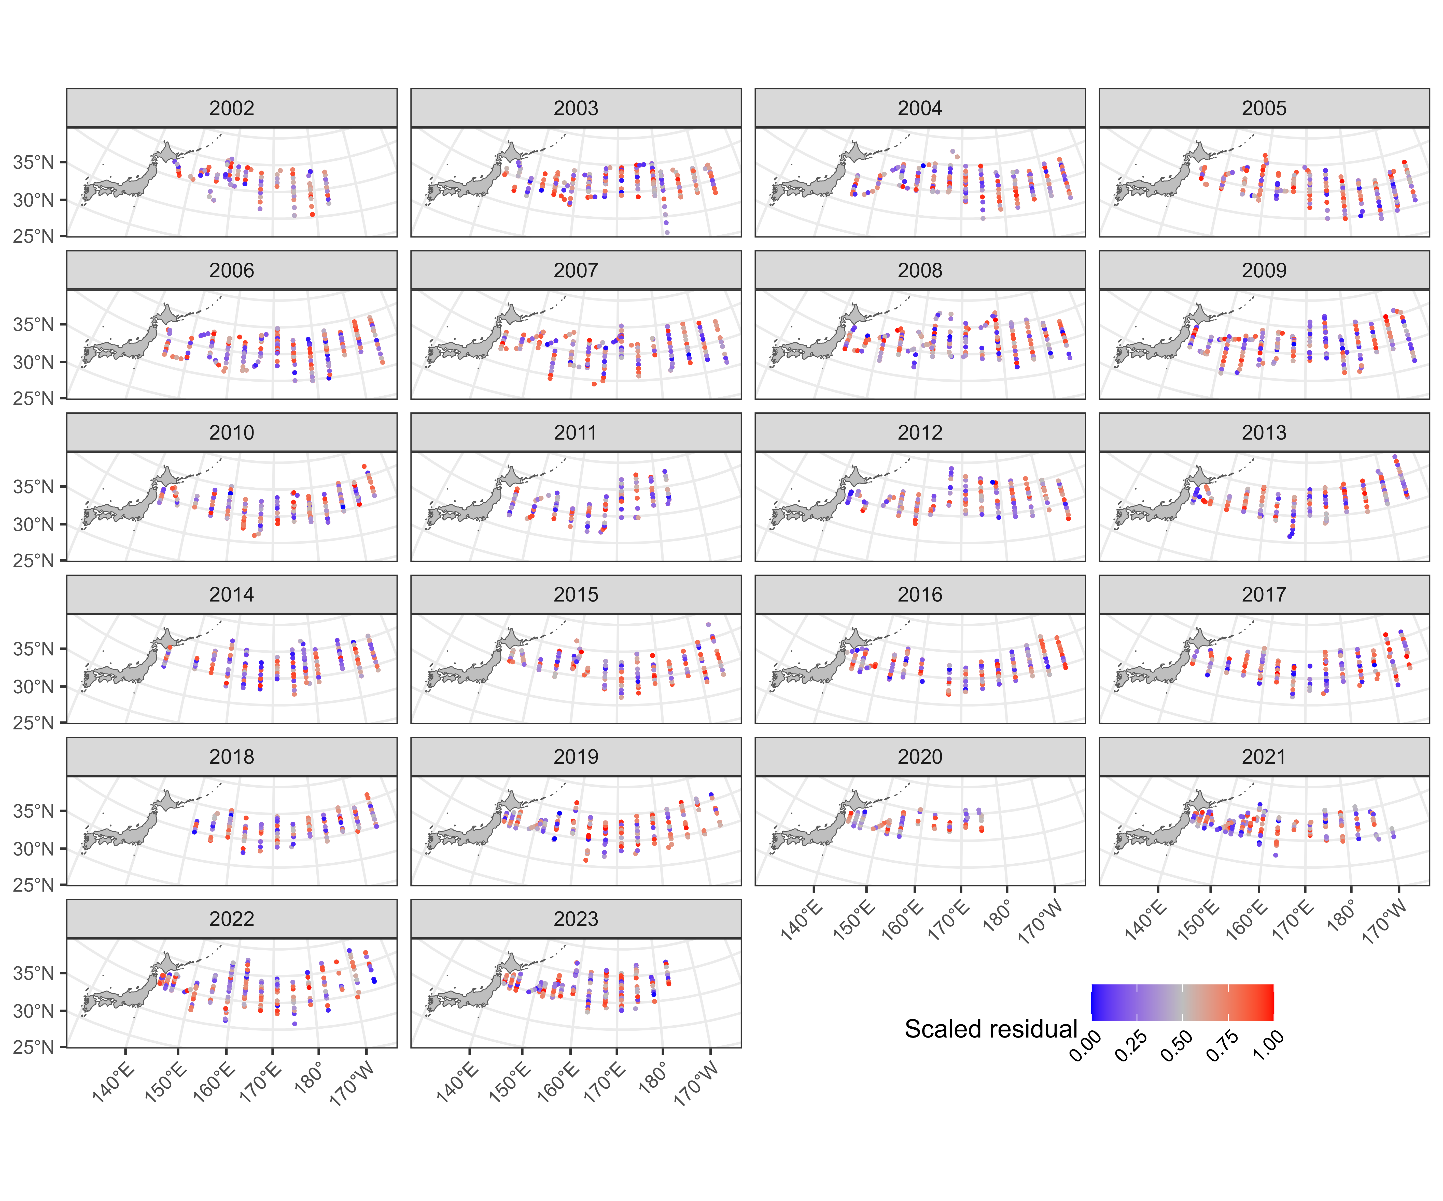 2002
2003
2004
2005
35°N
30°N
25°N
2006
2007
2008
2009
35°N
30°N
25°N
2010
2011
2012
2013
35°N
30°N
25°N
2014
2015
2016
2017
35°N
30°N
25°N
2018
2019
2020
2021
35°N
30°N
25°N
140°E
150°E
160°E
170°E
180°
170°W
140°E
150°E
160°E
170°E
180°
170°W
2022
2023
35°N
30°N
25°N
140°E
150°E
160°E
170°E
180°
170°W
140°E
150°E
160°E
170°E
180°
170°W
Scaled residual
0.00
0.25
0.50
0.75
1.00